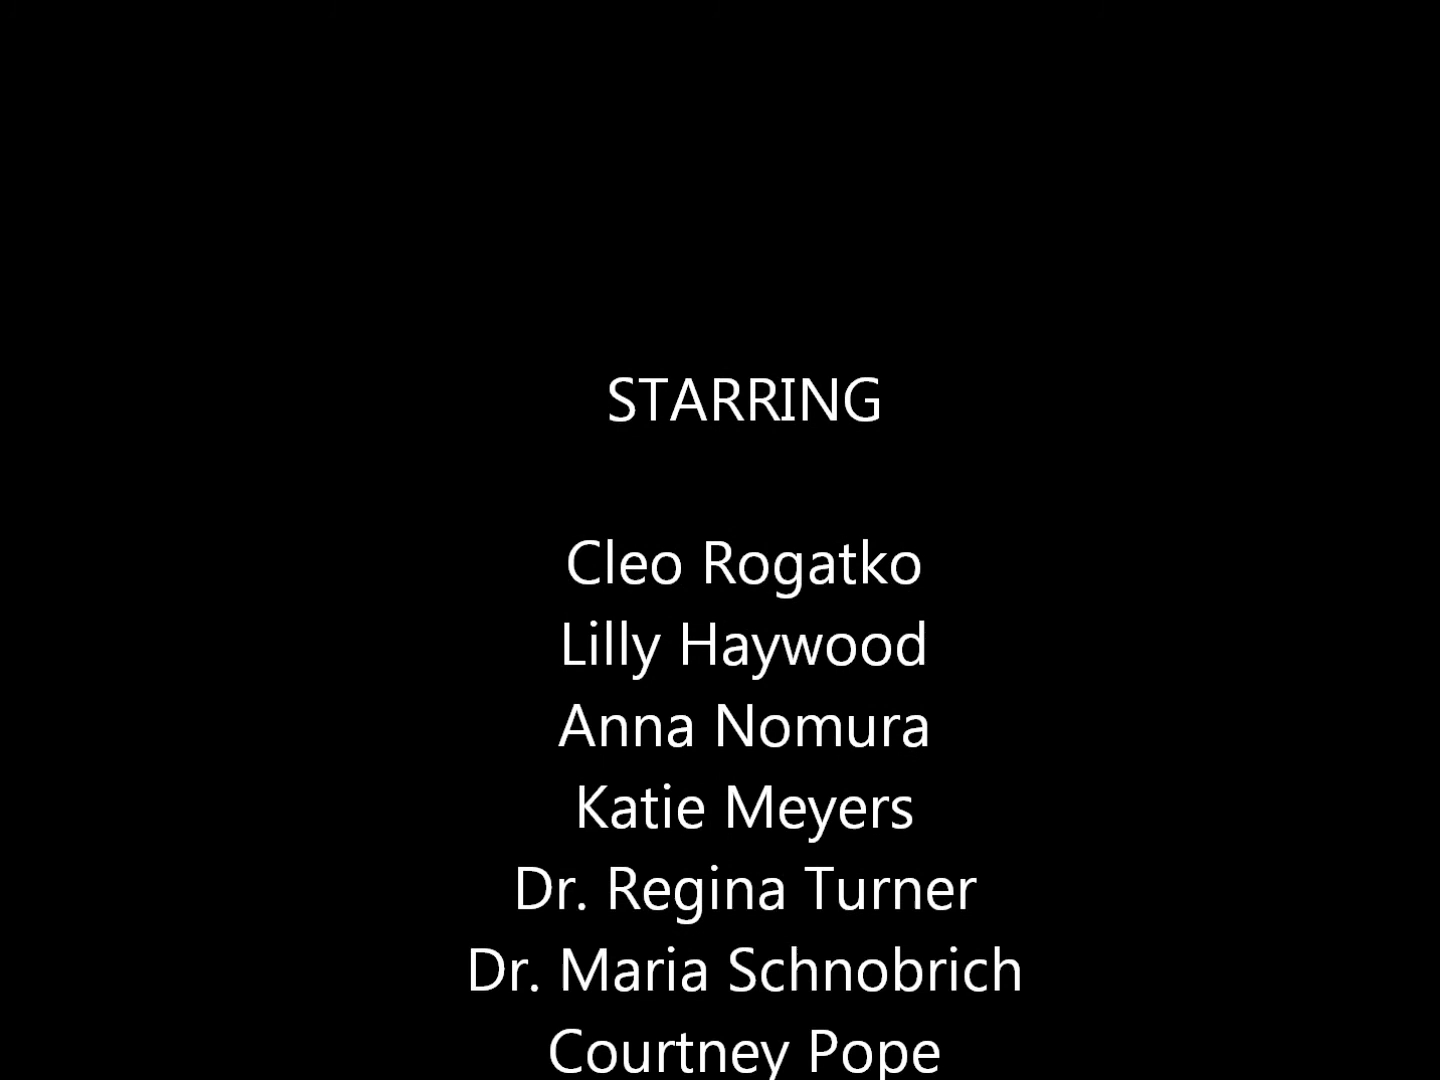 STARRING
Cleo Rogatko
Lilly Haywood
Anna Nomura
Katie Meyers
Dr. Regina Turner
Dr. Maria Schnobrich
Courtney Pope